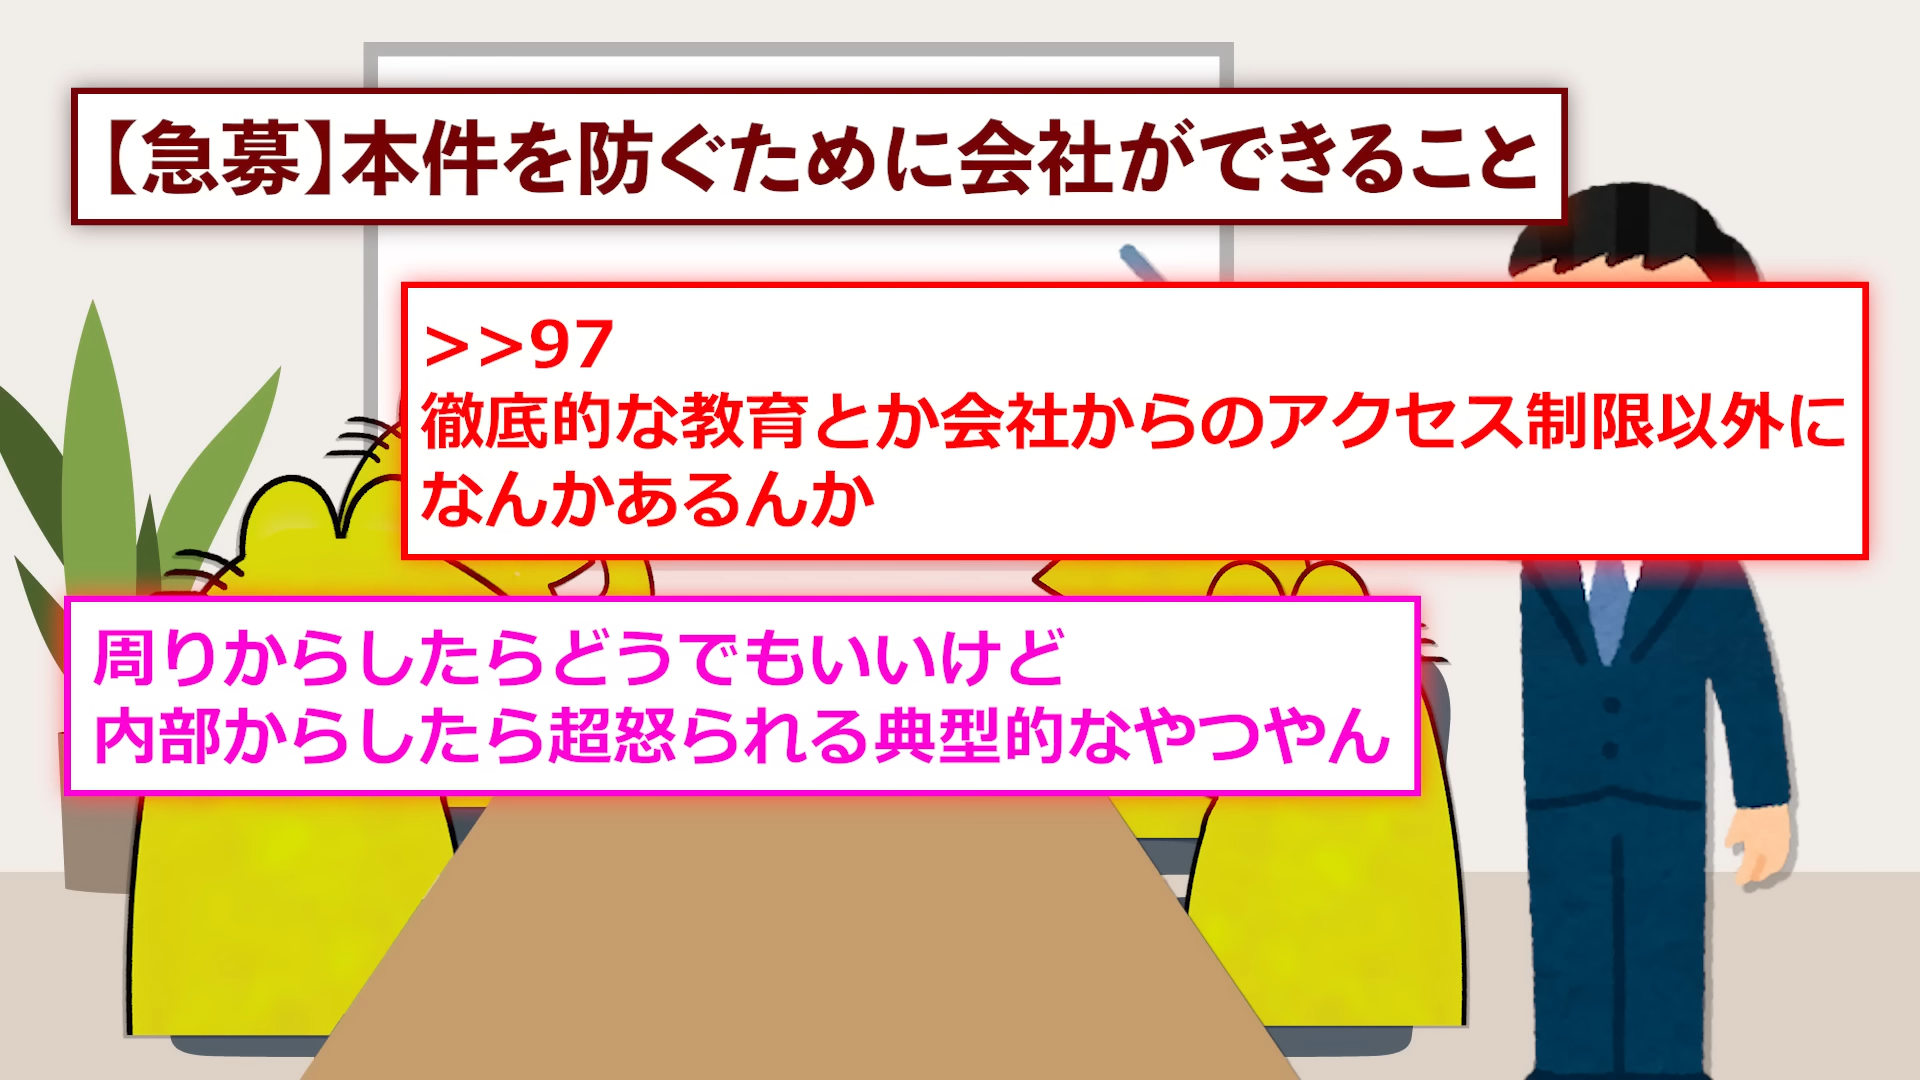 【急募】本件を防ぐために会社ができること
>>97
徹底的な教育とか会社からのアクセス制限以外に
なんかあるんか
周りからしたらどうでもいいけど
内部からしたら超怒られる典型的なやつやん